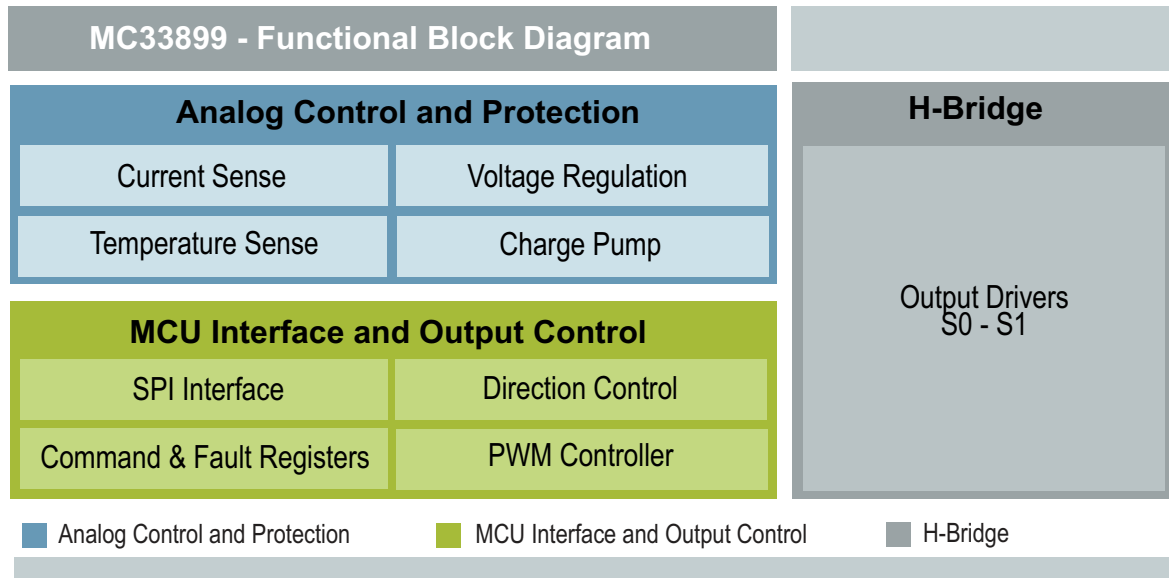 MC33899 - Functional Block Diagram
Analog Control and Protection
Current Sense
Voltage Regulation
Temperature Sense
Charge Pump
MCU Interface and Output Control
SPI Interface
Direction Control
Command & Fault Registers
PWM Controller
H-Bridge
Output Drivers
S0 - S1
Analog Control and Protection
MCU Interface and Output Control
H-Bridge